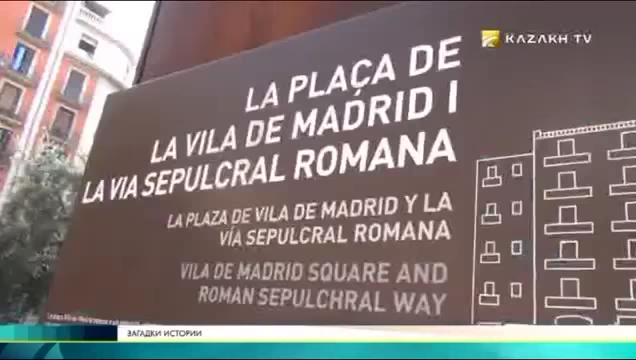 KAZAKH TV
LA PLAÇA DE
LA VILA DE MADRID I
LA VIA SEPULCRAL ROMANA
LA PLAZA DE VILA DE MADRID Y LA
VÍA SEPULCRAL ROMANA
VILA DE MADRID SQUARE AND
ROMAN SEPULCHRAL WAY
ЗАГАДКИ ИСТОРИИ